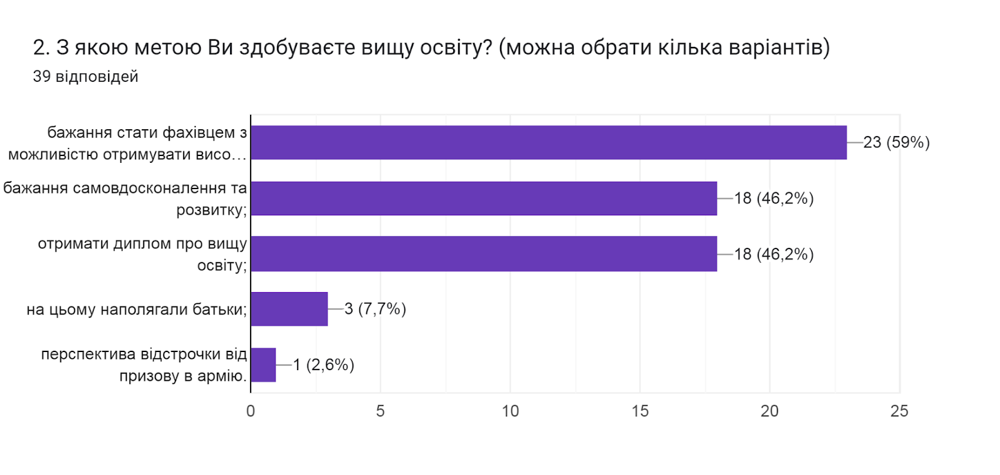 2. З якою метою Ви здобуваєте вищу освіту? (можна обрати кілька варіантів)
39 відповідей
бажання стати фахівцем з
можливістю отримувати висо…
23 (59%)
бажання самовдосконалення та
розвитку;
18 (46,2%)
отримати диплом про вищу
освіту;
18 (46,2%)
на цьому наполягали батьки;
3 (7,7%)
перспектива відстрочки від
призову в армію.
1 (2,6%)
0 5 10 15 20 25